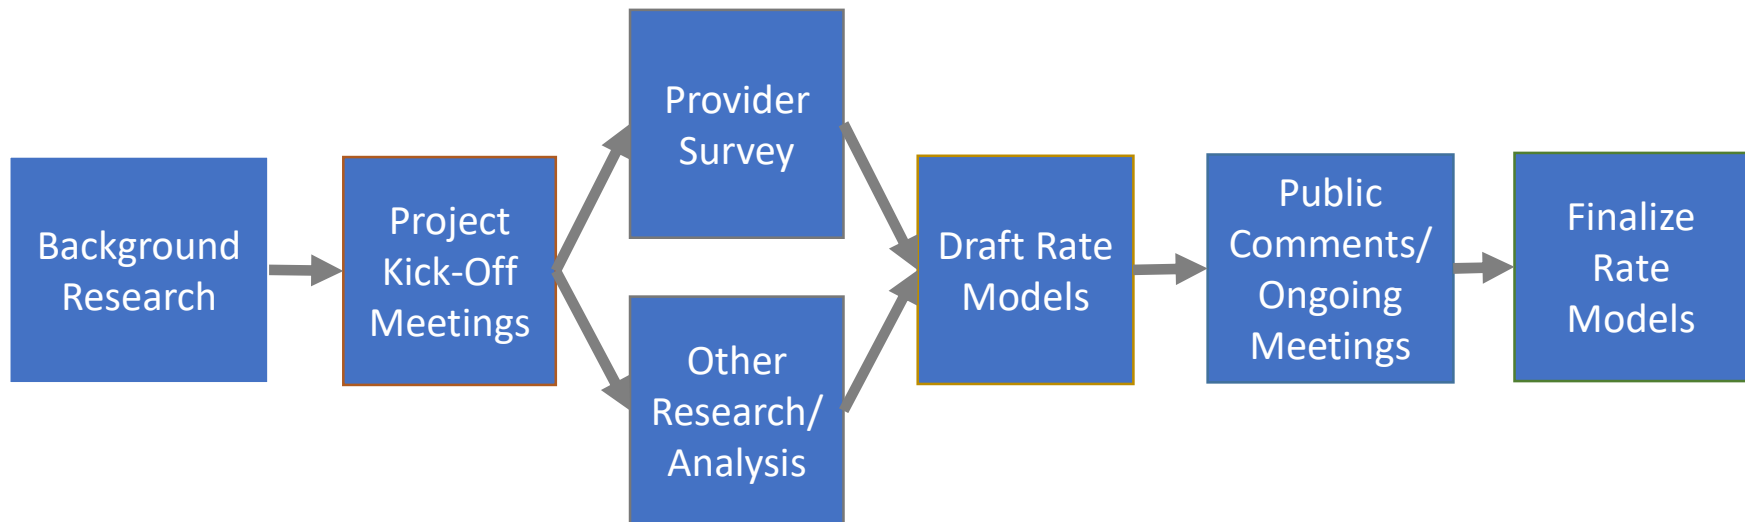 Background
Research
Project
Kick-Off
Meetings
Provider
Survey
Other
Research/
Analysis
Draft Rate
Models
Public
Comments/
Ongoing
Meetings
Finalize
Rate
Models